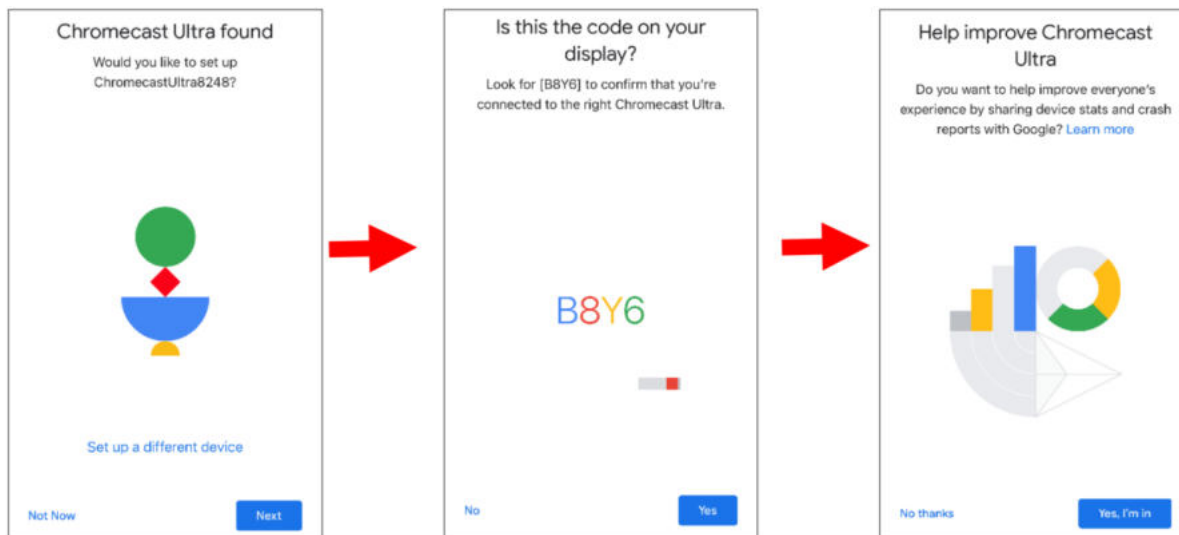 Chromecast Ultra found
Would you like to set up
ChromecastUltra8248?
Set up a different device
Not Now
Next
Is this the code on your
display?
Look for [B8Y6] to confirm that you're
connected to the right Chromecast Ultra.
B8Y6
No
Yes
Help improve Chromecast
Ultra
Do you want to help improve everyone's
experience by sharing device stats and crash
reports with Google? Learn more
No thanks
Yes, I'm in